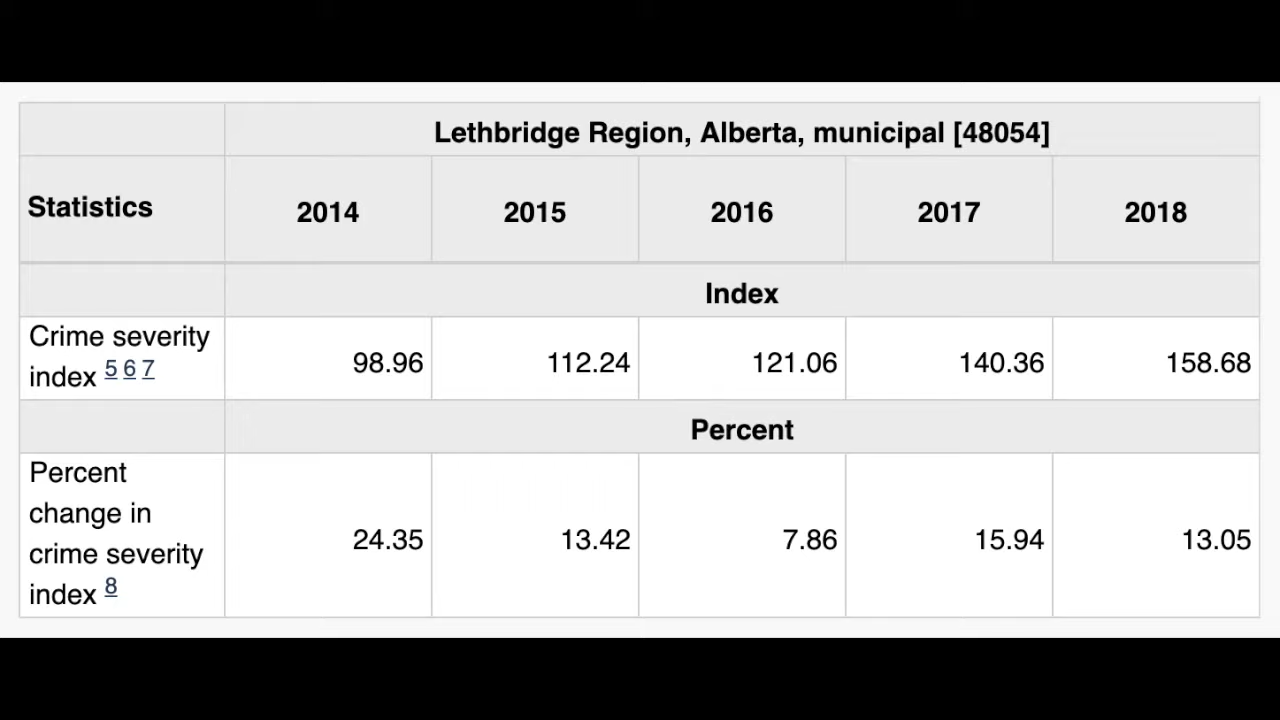 Lethbridge Region, Alberta, municipal [48054]
Statistics 2014 2015 2016 2017 2018
Index
Crime severity
index 5 6 7 98.96 112.24 121.06 140.36 158.68
Percent
Percent
change in
crime severity
index 8 24.35 13.42 7.86 15.94 13.05